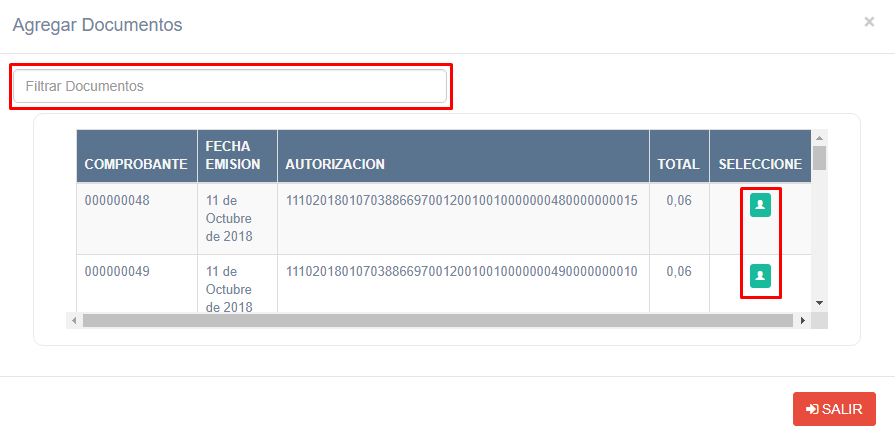 Agregar Documentos ×
Filtrar Documentos
COMPROBANTE FECHA EMISION AUTORIZACION TOTAL SELECCIONE
000000048 11 de Octubre de 2018 1110201801070388669700120010010000000480000000015 0,06
000000049 11 de Octubre de 2018 1110201801070388669700120010010000000490000000010 0,06
SALIR